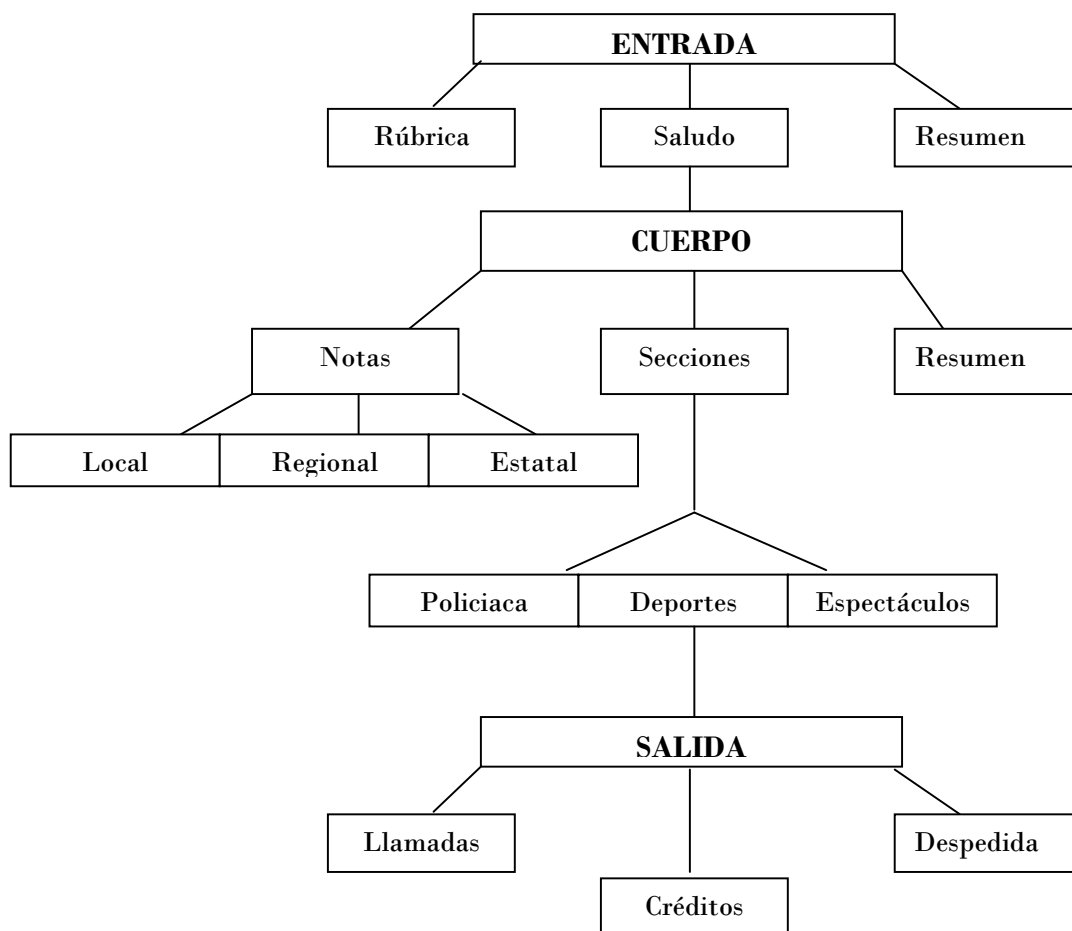 ENTRADA
Rúbrica
Saludo
Resumen
CUERPO
Notas
Secciones
Resumen
Local
Regional
Estatal
Policiaca
Deportes
Espectáculos
SALIDA
Llamadas
Despedida
Créditos